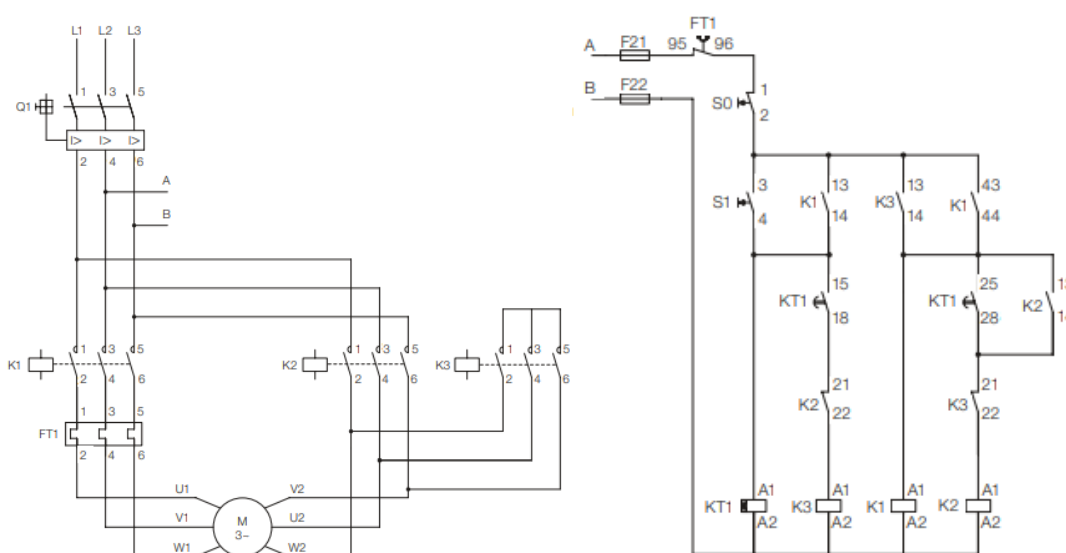 L1 L2 L3
1 3 5
Q1
I> I> I>
2 4 6
A
B
1 3 5
K1
2 4 6
1 3 5
K2
2 4 6
1 3 5
K3
2 4 6
1 3 5
FT1
2 4 6
U1 V2
V1 M U2
3~
W1 W2
FT1
A F21 95 96
B F22
1
S0
2
3 13 13 43
S1 K1 K3 K1
4 14 14 44
15 25
KT1 KT1 K2
18 28
21 21
K2 K3
22 22
A1 A1 A1 A1
KT1 K3 K1 K2
A2 A2 A2 A2